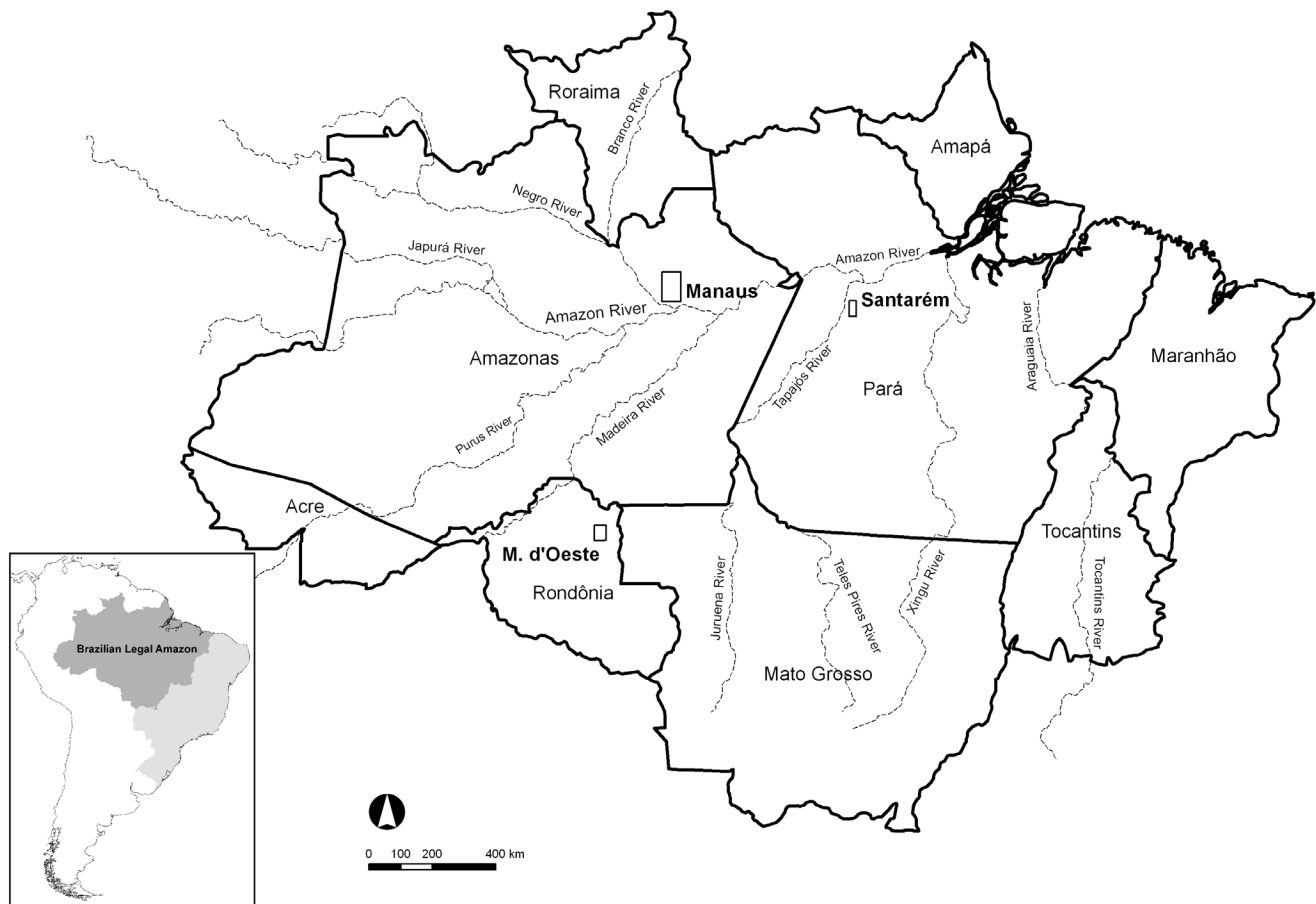 Roraima
Branco River
Amapá
Negro River
Japurá River
Amazon River
Manaus
Santarém
Amazon River
Amazonas
Araguaia River
Maranhão
Tapajós River
Pará
Madeira River
Purus River
Acre
M. d'Oeste
Tocantins
Rondônia
Juruena River
Teles Pires River
Xingu River
Tocantins River
Mato Grosso
Brazilian Legal Amazon
0 100 200 400 km